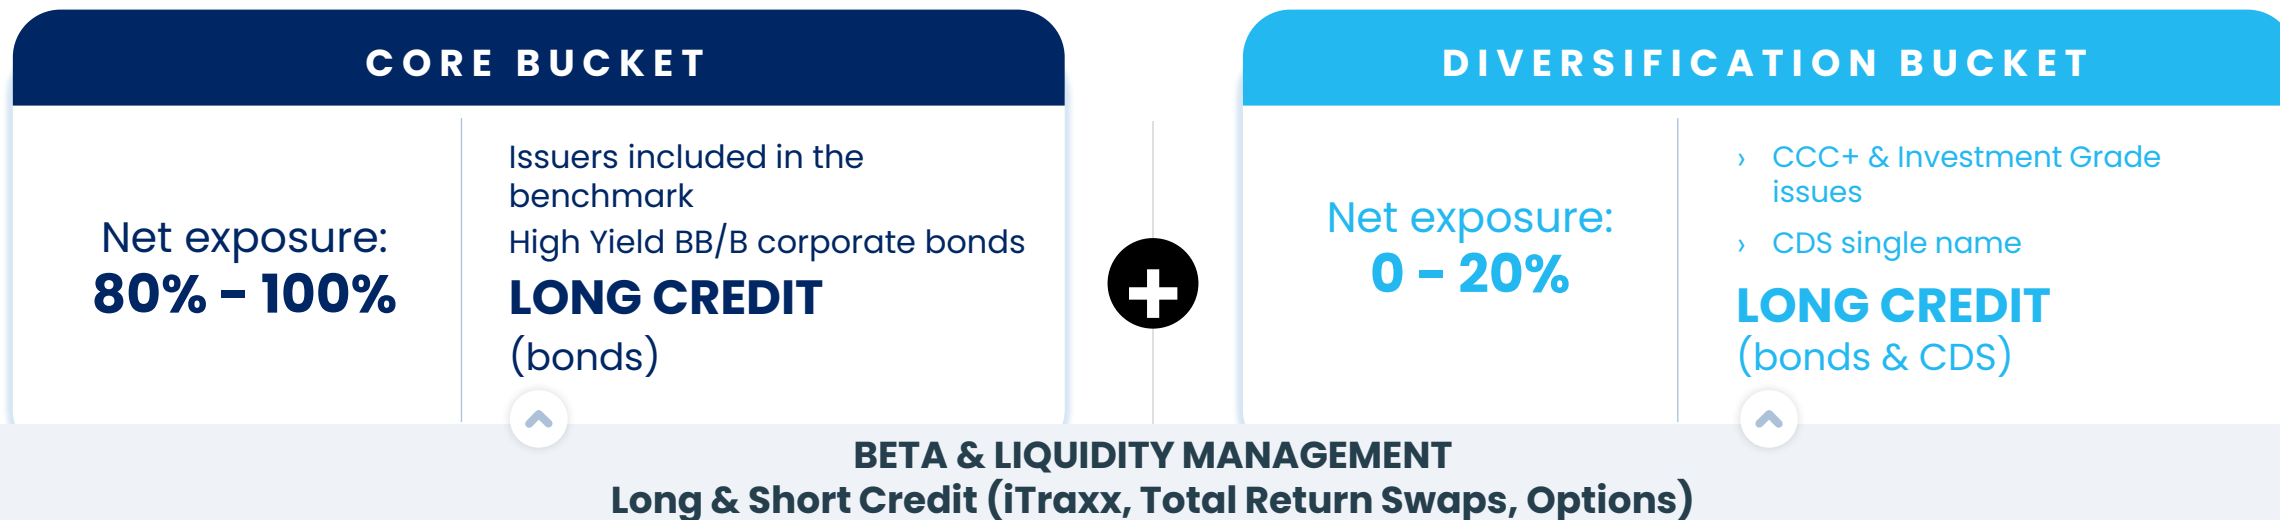 CORE BUCKET
Net exposure:
80% - 100%
Issuers included in the
benchmark
High Yield BB/B corporate bonds
LONG CREDIT
(bonds)
+
DIVERSIFICATION BUCKET
Net exposure:
0 - 20%
› CCC+ & Investment Grade
issues
› CDS single name
LONG CREDIT
(bonds & CDS)
BETA & LIQUIDITY MANAGEMENT
Long & Short Credit (iTraxx, Total Return Swaps, Options)